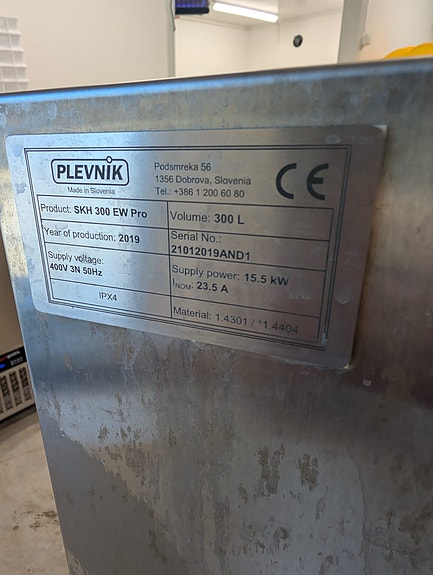 PLEVNIK
Made in Slovenia
Podsmreka 56
1356 Dobrova, Slovenia
Tel.: +386 1 200 60 80
CE
Product: SKH 300 EW Pro
Volume: 300 L
Year of production: 2019
Serial No.:
21012019AND1
Supply voltage:
400V 3N 50Hz
Supply power: 15.5 kW
INOM: 23.5 A
IPX4
Material: 1.4301 / *1.4404